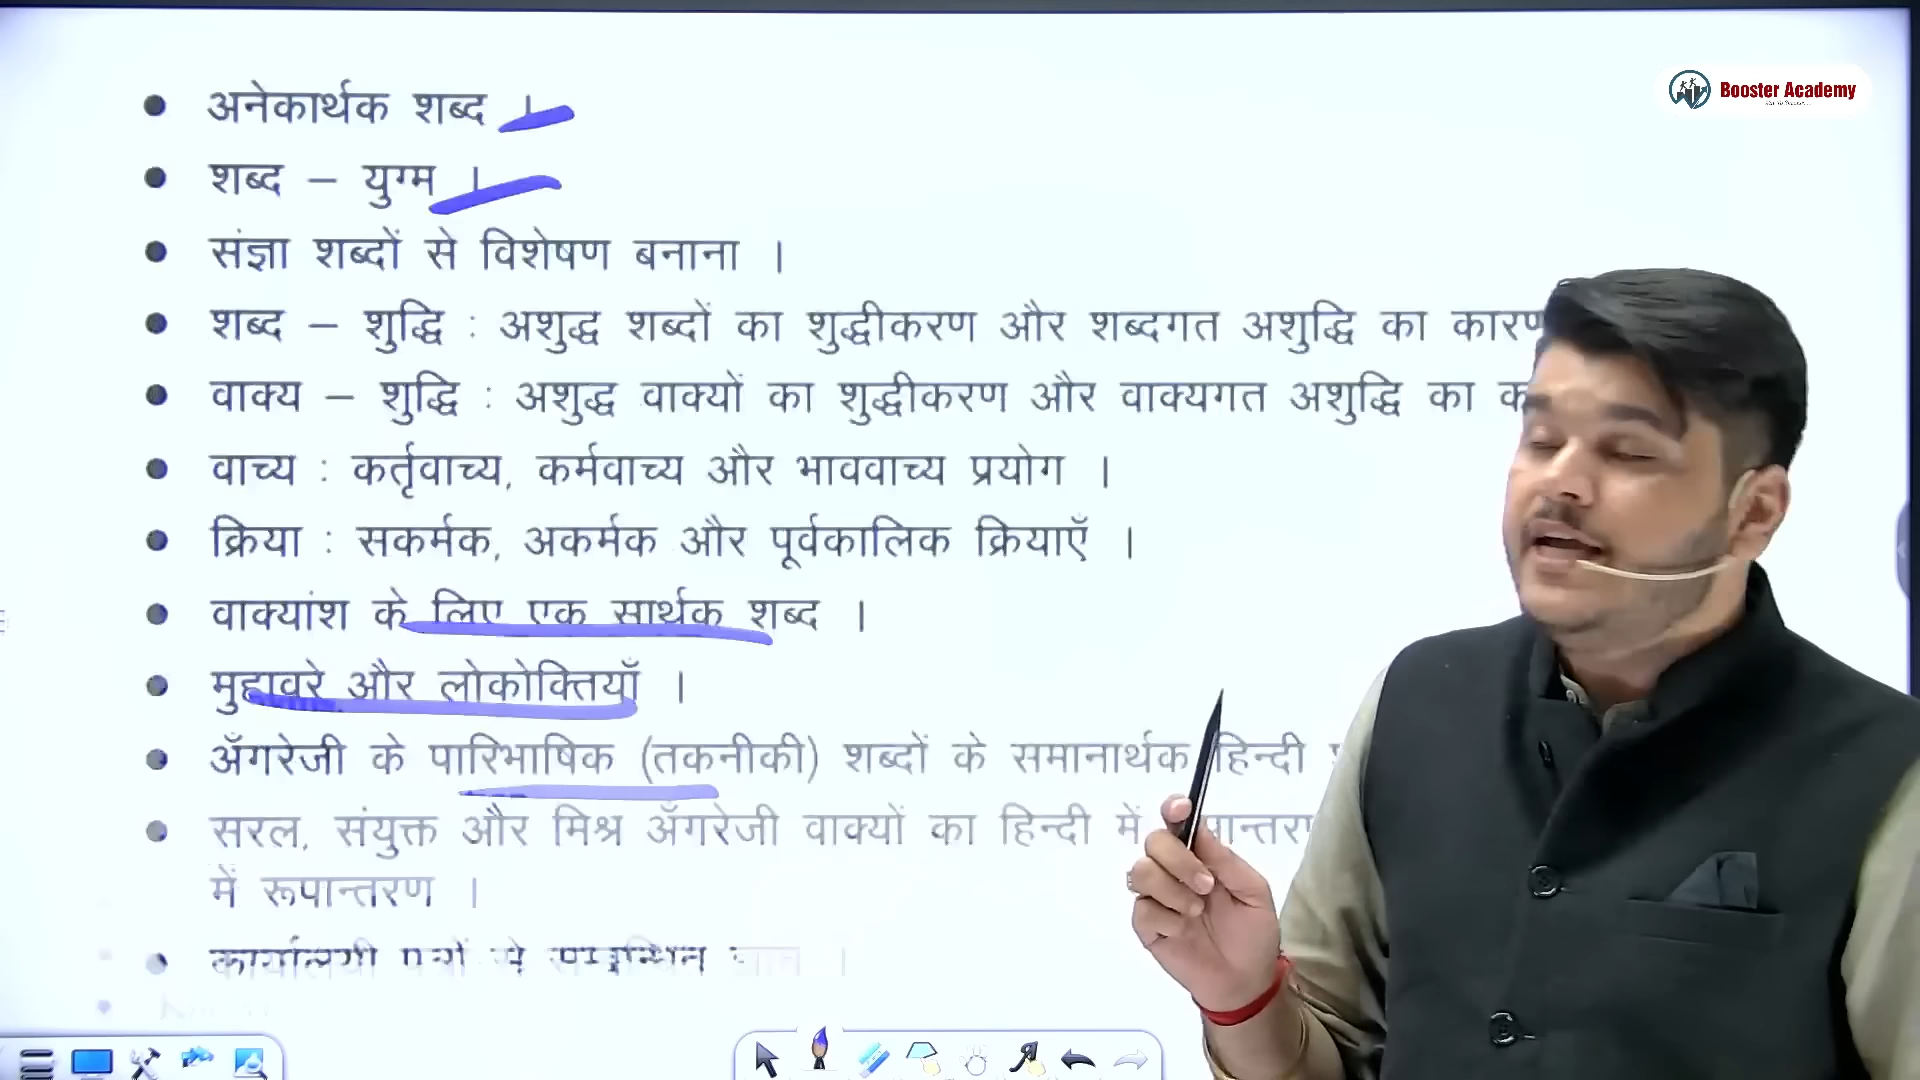 Booster Academy
• अनेकार्थक शब्द ।
• शब्द – युग्म ।
• संज्ञा शब्दों से विशेषण बनाना ।
• शब्द – शुद्धि : अशुद्ध शब्दों का शुद्धीकरण और शब्दगत अशुद्धि का कारण
• वाक्य – शुद्धि : अशुद्ध वाक्यों का शुद्धीकरण और वाक्यगत अशुद्धि का
• वाच्य : कर्तृवाच्य, कर्मवाच्य और भाववाच्य प्रयोग ।
• क्रिया : सकर्मक, अकर्मक और पूर्वकालिक क्रियाएँ ।
• वाक्यांश के लिए एक सार्थक शब्द ।
• मुहावरे और लोकोक्तियाँ ।
• अँगरेजी के पारिभाषिक (तकनीकी) शब्दों के समानार्थक हिन्दी
• सरल, संयुक्त और मिश्र अँगरेजी वाक्यों का हिन्दी में
में रूपान्तरण ।